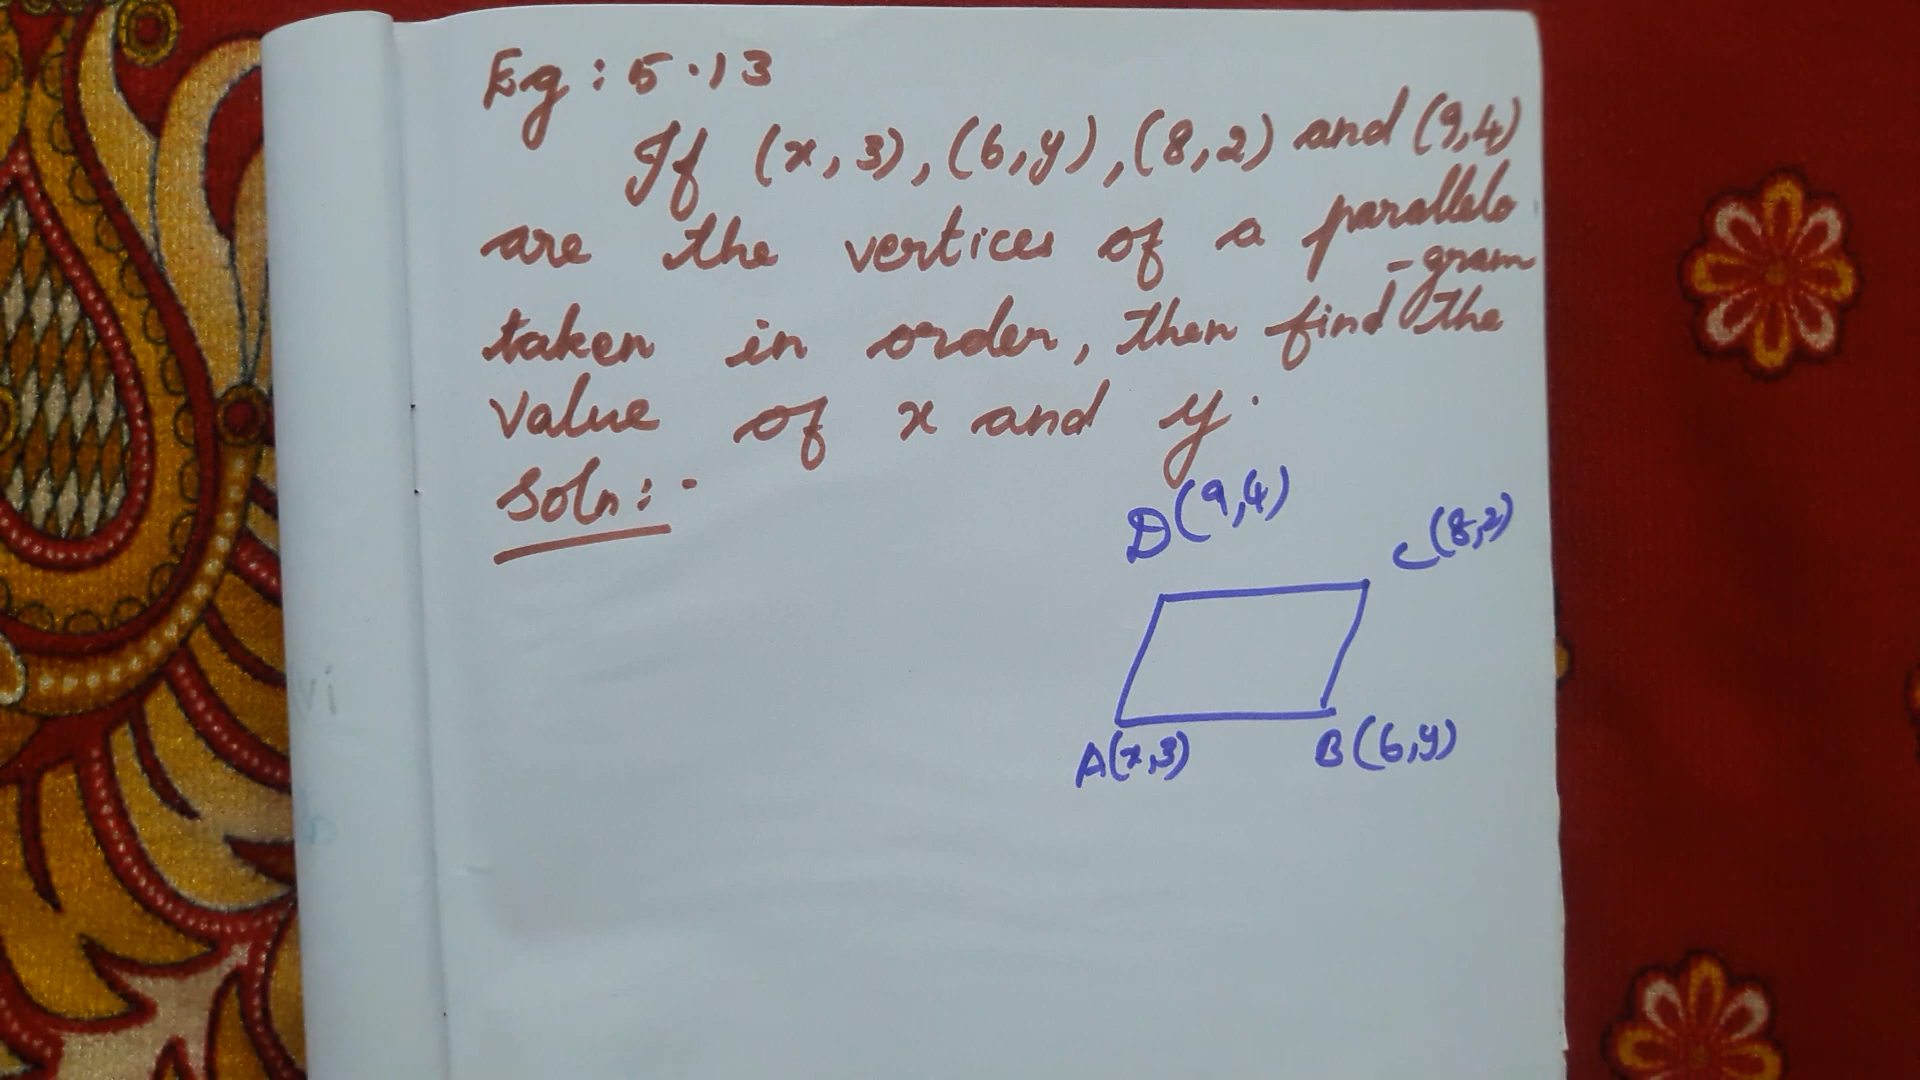 Eg : 5.13
If (x, 3), (6, y), (8, 2) and (9, 4)
are the vertices of a parallelo
-gram
taken in order, then find the
value of x and y.
Soln: -
D(9,4)
C(8,2)
A(x,3)
B(6,y)